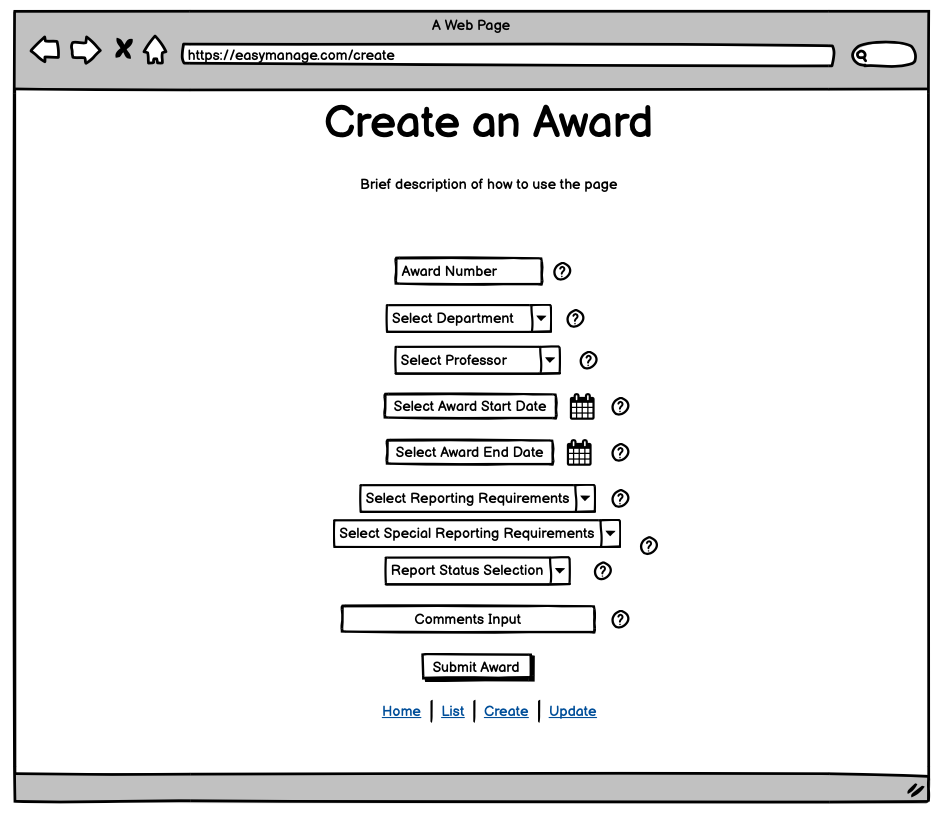 A Web Page
https://easymanage.com/create
Create an Award
Brief description of how to use the page
Award Number ?
Select Department ?
Select Professor ?
Select Award Start Date ?
Select Award End Date ?
Select Reporting Requirements ?
Select Special Reporting Requirements ?
Report Status Selection ?
Comments Input ?
Submit Award
Home | List | Create | Update